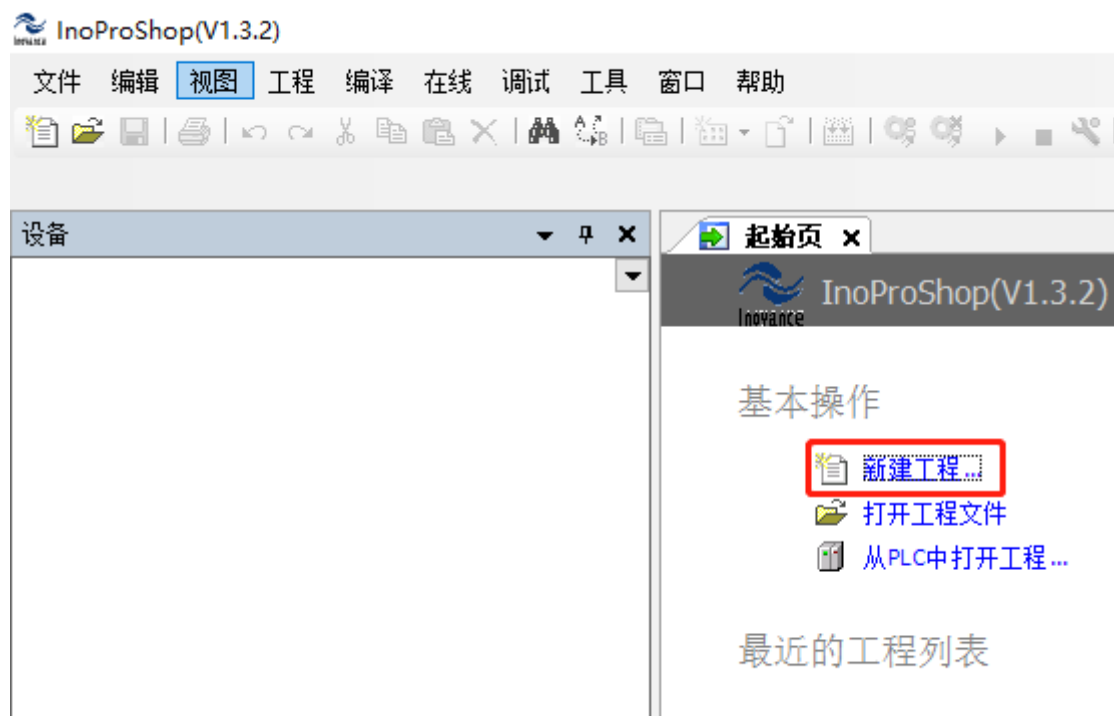 InoProShop(V1.3.2)
文件 编辑 视图 工程 编译 在线 调试 工具 窗口 帮助
设备
起始页
Inovance InoProShop(V1.3.2)
基本操作
新建工程...
打开工程文件
从PLC中打开工程...
最近的工程列表